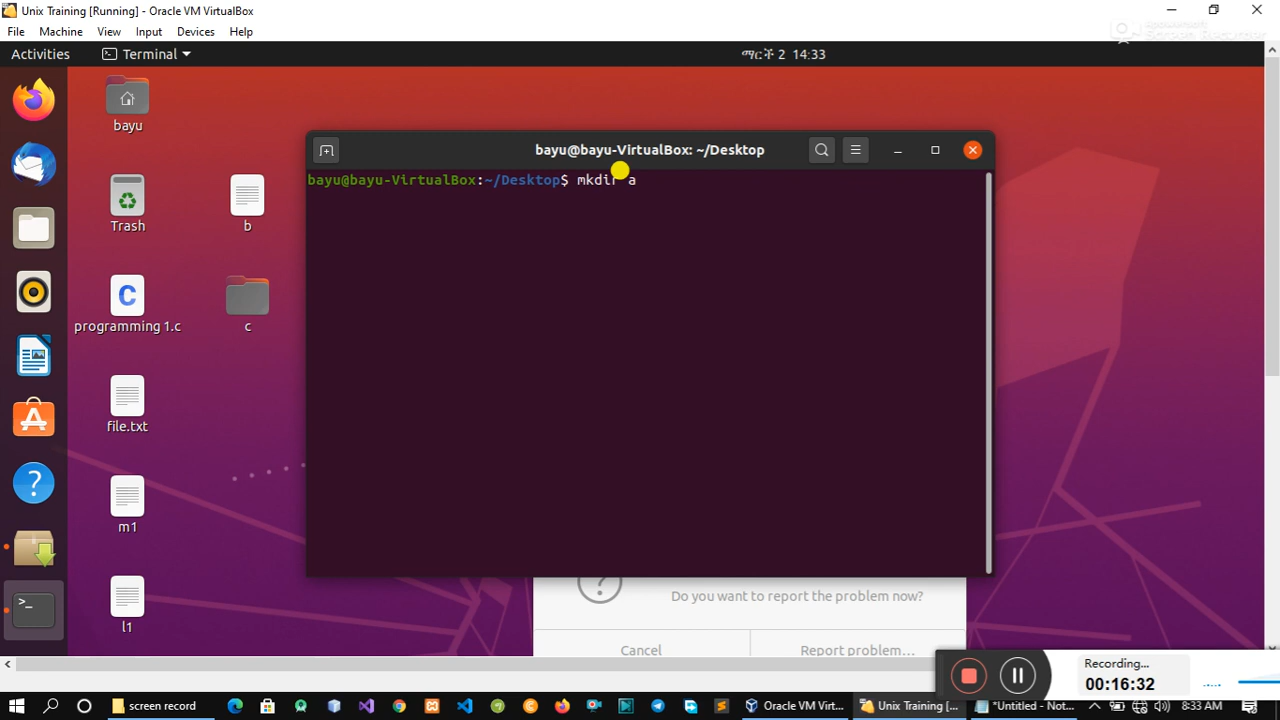 Unix Training [Running] - Oracle VM VirtualBox
File Machine View Input Devices Help
Activities Terminal ማርች 2 14:33
bayu
Trash
b
programming 1.c
c
file.txt
m1
l1
bayu@bayu-VirtualBox: ~/Desktop
bayu@bayu-VirtualBox:~/Desktop$ mkdir a
Do you want to report the problem now?
Cancel
Report problem…
Recording...
00:16:32
screen record
Oracle VM Virt...
Unix Training [...
*Untitled - Not...
8:33 AM